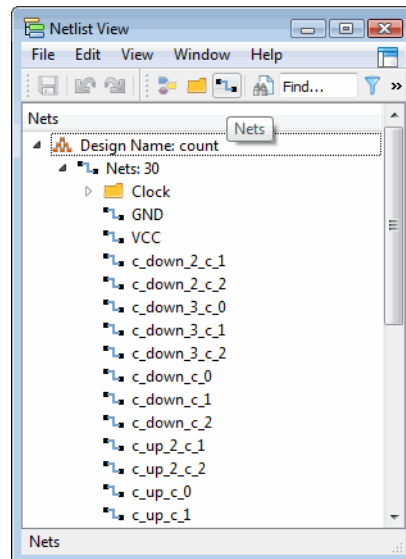 Netlist View
File Edit View Window Help
Find... »
Nets
Nets
Design Name: count
Nets: 30
Clock
GND
VCC
c_down_2_c_1
c_down_2_c_2
c_down_3_c_0
c_down_3_c_1
c_down_3_c_2
c_down_c_0
c_down_c_1
c_down_c_2
c_up_2_c_1
c_up_2_c_2
c_up_c_0
c_up_c_1
Nets